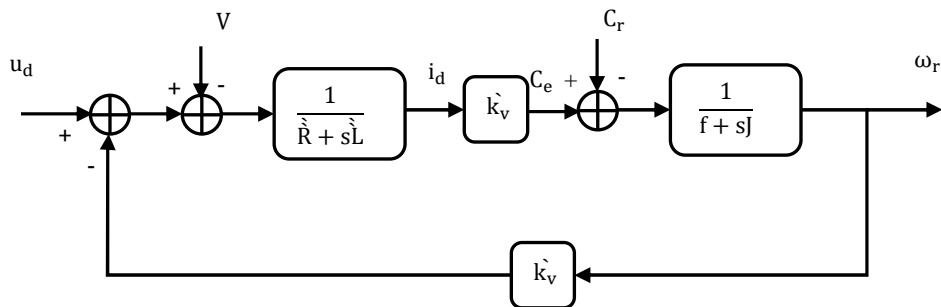 V
C_r
u_d
+
-
i_d
C_e
+
-
ω_r
+
-
1
R̀ + sL̀
k̀_v
1
f + sJ
+
-
k̀_v